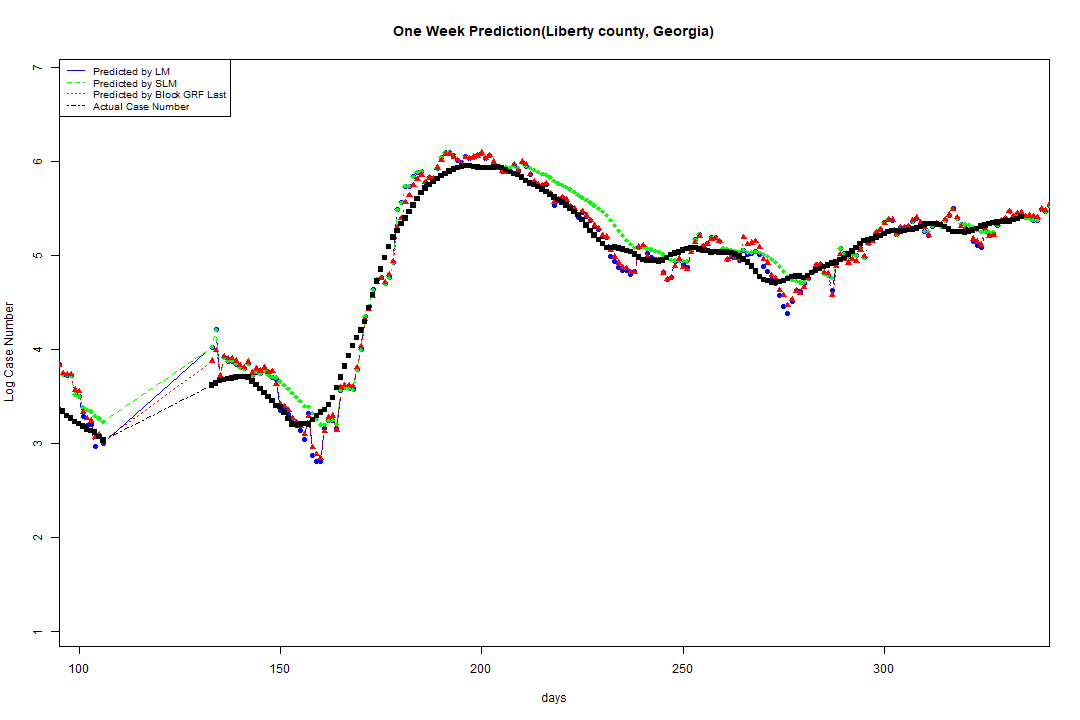 One Week Prediction(Liberty county, Georgia)
Predicted by LM
Predicted by SLM
Predicted by Block GRF Last
Actual Case Number
7
6
5
4
3
2
1
Log Case Number
100 150 200 250 300
days